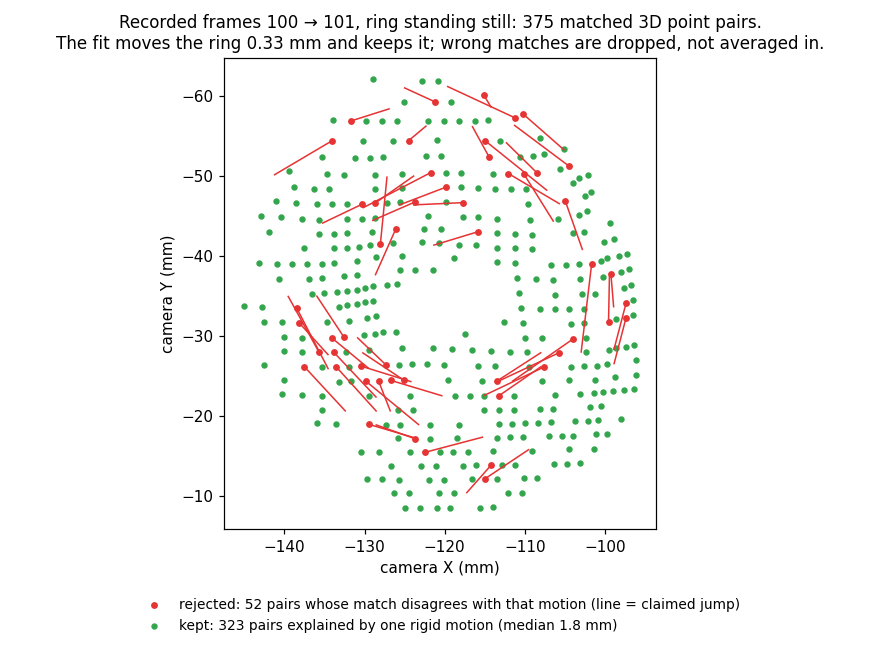 Recorded frames 100 → 101, ring standing still: 375 matched 3D point pairs.
The fit moves the ring 0.33 mm and keeps it; wrong matches are dropped, not averaged in.
−60
−50
−40
−30
−20
−10
camera Y (mm)
−140 −130 −120 −110 −100
camera X (mm)
rejected: 52 pairs whose match disagrees with that motion (line = claimed jump)
kept: 323 pairs explained by one rigid motion (median 1.8 mm)